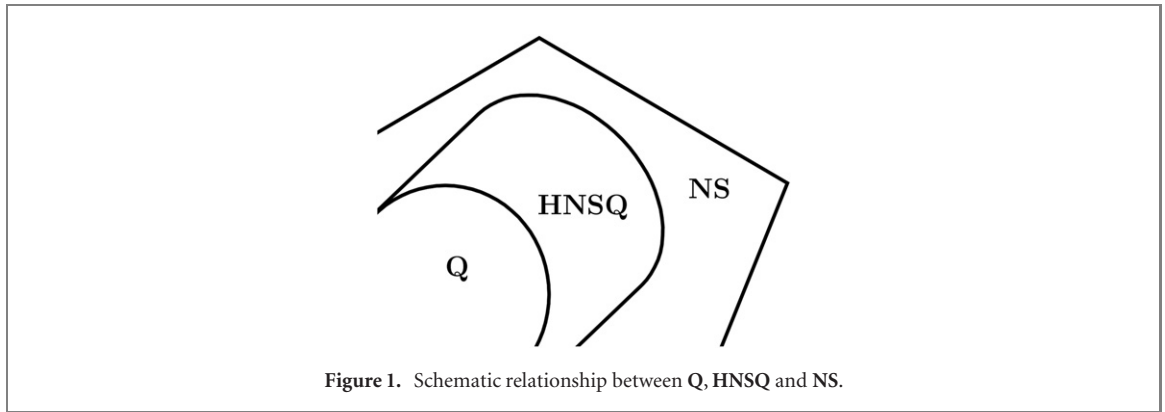 NS
HNSQ
Q
Figure 1. Schematic relationship between Q, HNSQ and NS.